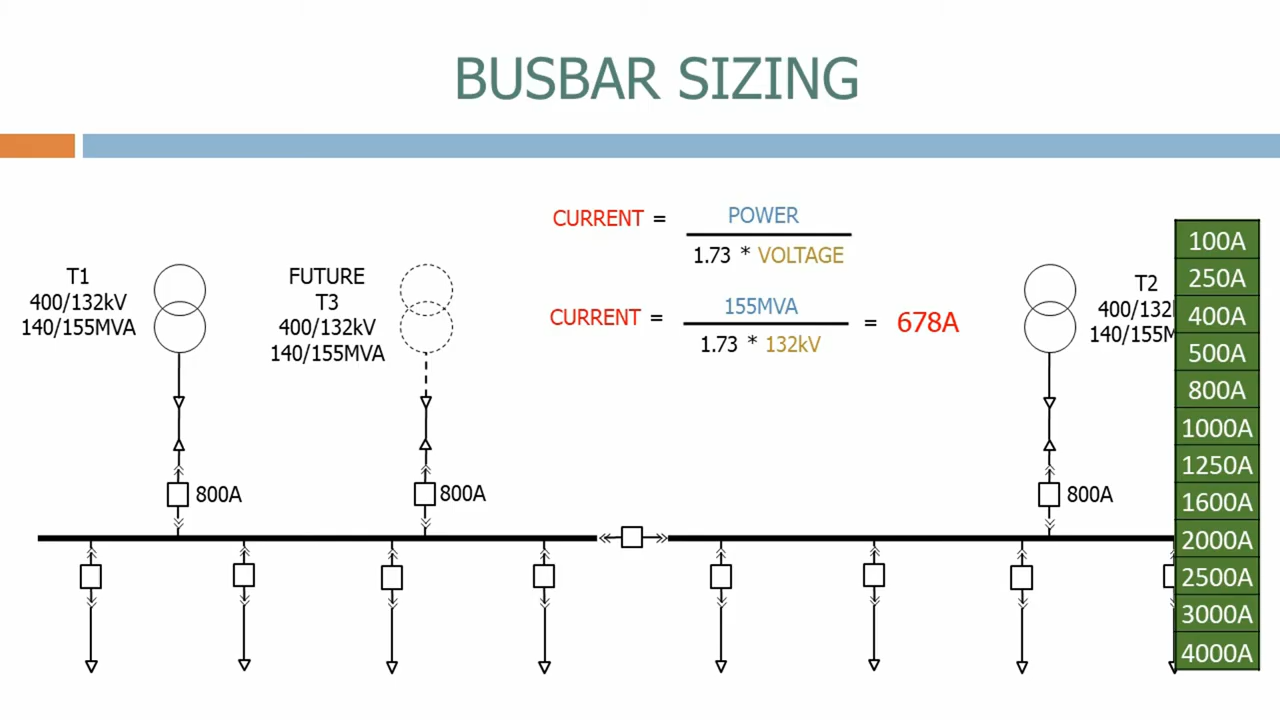 BUSBAR SIZING
CURRENT =
POWER
1.73 * VOLTAGE
CURRENT =
155MVA
1.73 * 132kV
= 678A
T1
400/132kV
140/155MVA
FUTURE
T3
400/132kV
140/155MVA
T2
400/132
140/155M
800A
800A
800A
100A
250A
400A
500A
800A
1000A
1250A
1600A
2000A
2500A
3000A
4000A